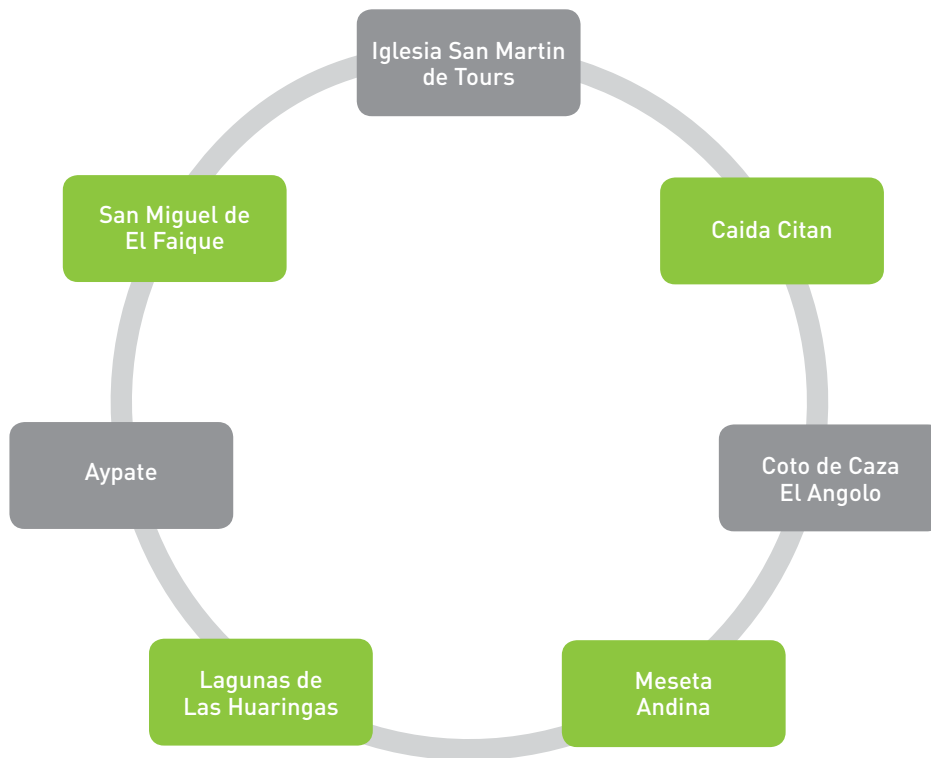 Iglesia San Martin
de Tours
San Miguel de
El Faique
Caida Citan
Aypate
Coto de Caza
El Angolo
Lagunas de
Las Huaringas
Meseta
Andina